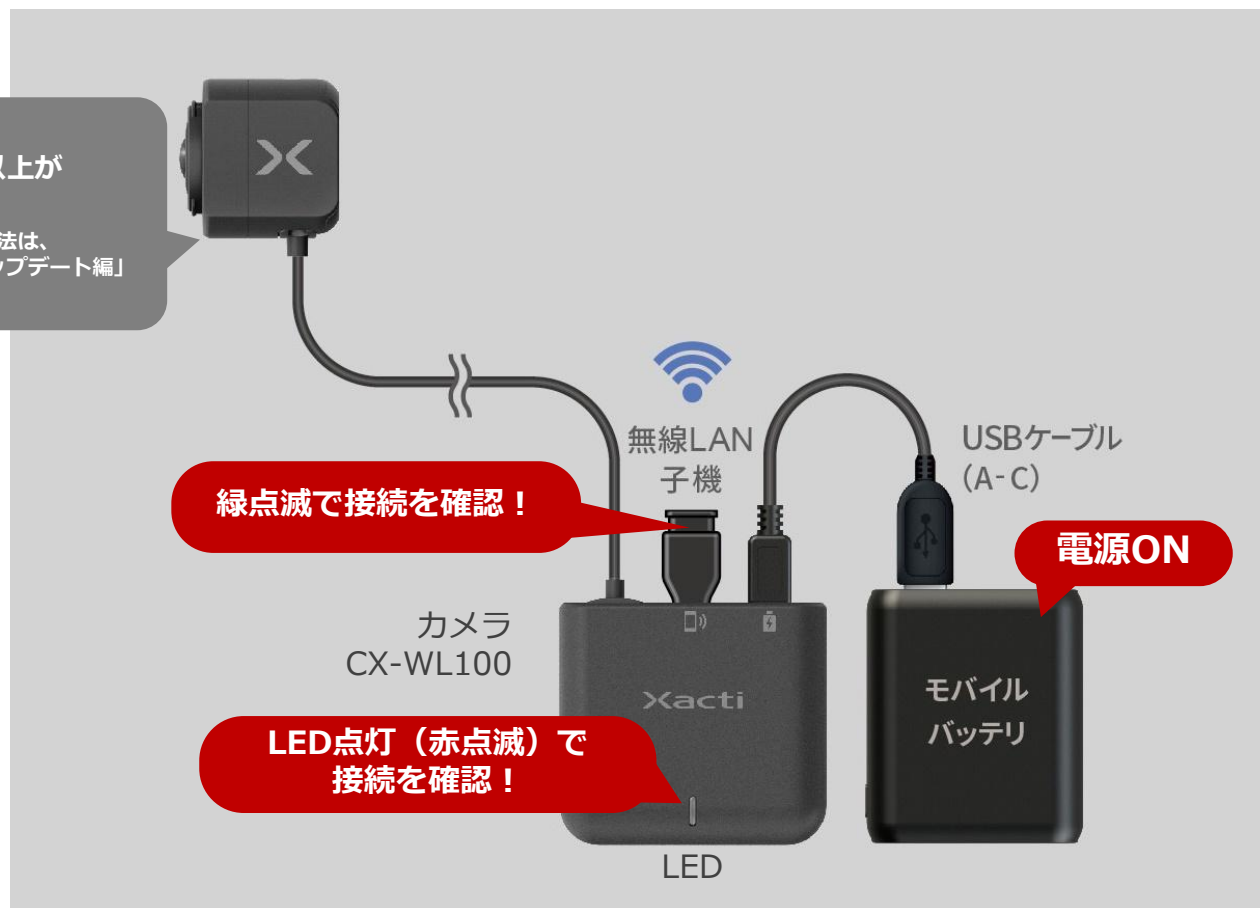 以上が
法は、
ップデート編」
無線LAN
子機
USBケーブル
(A-C)
緑点滅で接続を確認！
電源ON
カメラ
CX-WL100
Xacti
モバイル
バッテリ
LED点灯（赤点滅）で
接続を確認！
LED